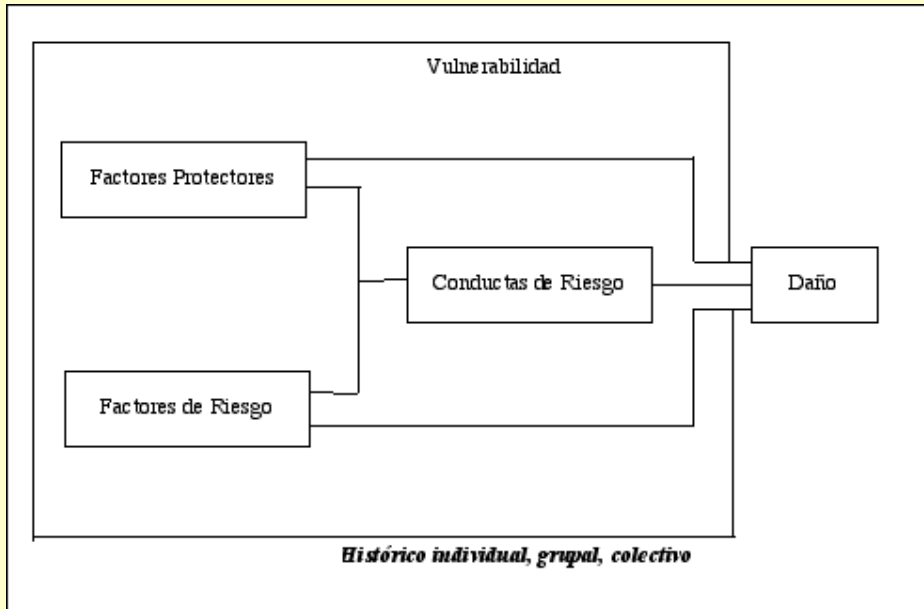 Vulnerabilidad
Factores Protectores
Conductas de Riesgo
Daño
Factores de Riesgo
Histórico individual, grupal, colectivo